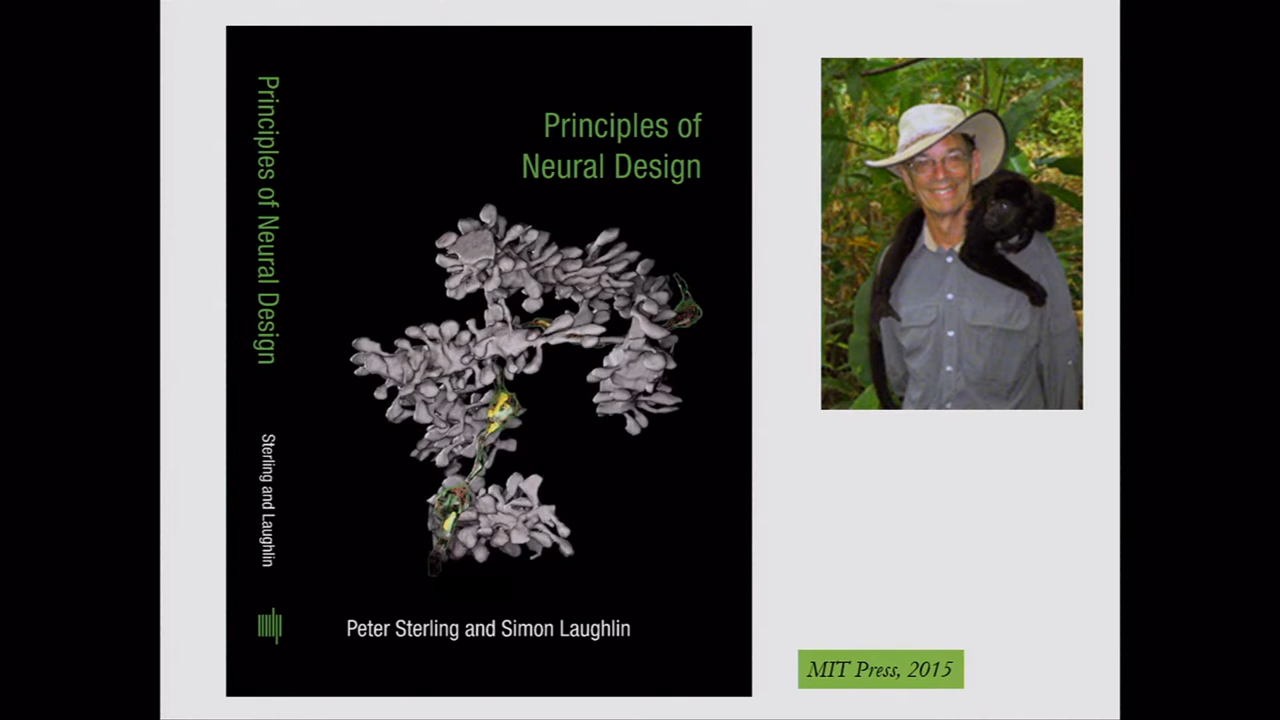 Principles of Neural Design
Sterling and Laughlin
Principles of
Neural Design
Peter Sterling and Simon Laughlin
MIT Press, 2015